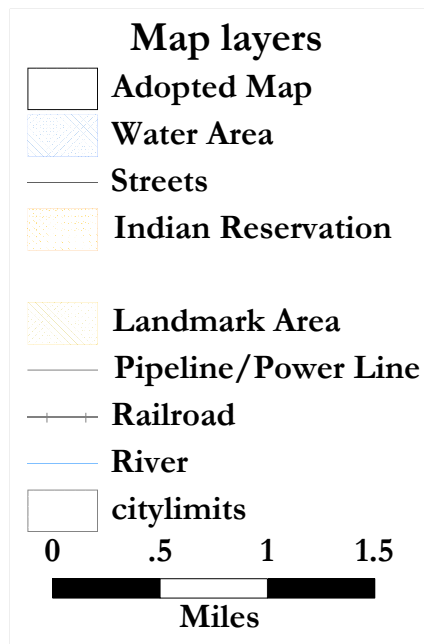 Map layers
Adopted Map
Water Area
Streets
Indian Reservation
Landmark Area
Pipeline/Power Line
Railroad
River
citylimits
0 .5 1 1.5
Miles